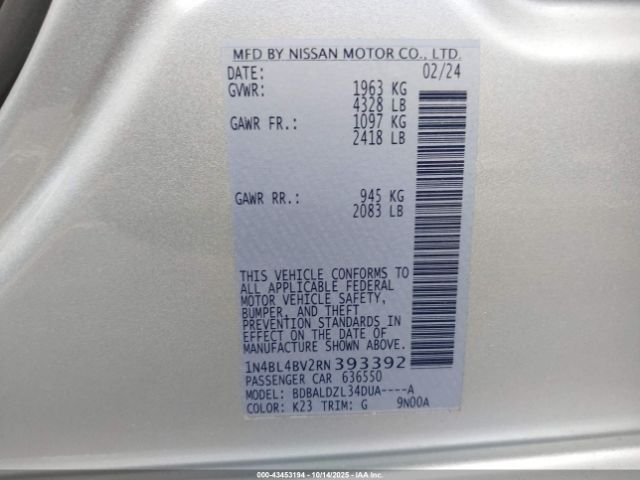 MFD BY NISSAN MOTOR CO., LTD.
DATE: 02/24
GVWR: 1963 KG
4328 LB
GAWR FR.: 1097 KG
2418 LB
GAWR RR.: 945 KG
2083 LB
THIS VEHICLE CONFORMS TO
ALL APPLICABLE FEDERAL
MOTOR VEHICLE SAFETY,
BUMPER, AND THEFT
PREVENTION STANDARDS IN
EFFECT ON THE DATE OF
MANUFACTURE SHOWN ABOVE.
1N4BL4BV2RN393392
PASSENGER CAR 636550
MODEL: BDBALDZL34DUA----A
COLOR: K23 TRIM: G 9N00A
000-43453194 - 10/14/2025 - IAA Inc.